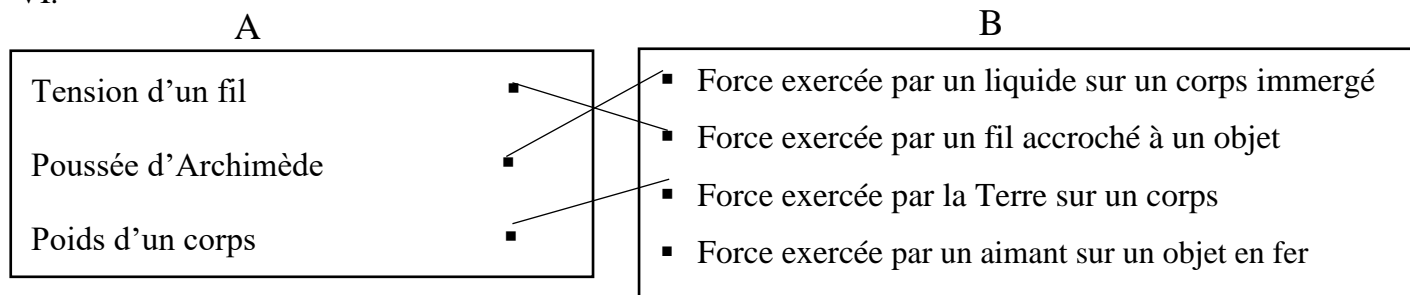 VI.
A
B
Tension d’un fil
Poussée d’Archimède
Poids d’un corps
Force exercée par un liquide sur un corps immergé
Force exercée par un fil accroché à un objet
Force exercée par la Terre sur un corps
Force exercée par un aimant sur un objet en fer